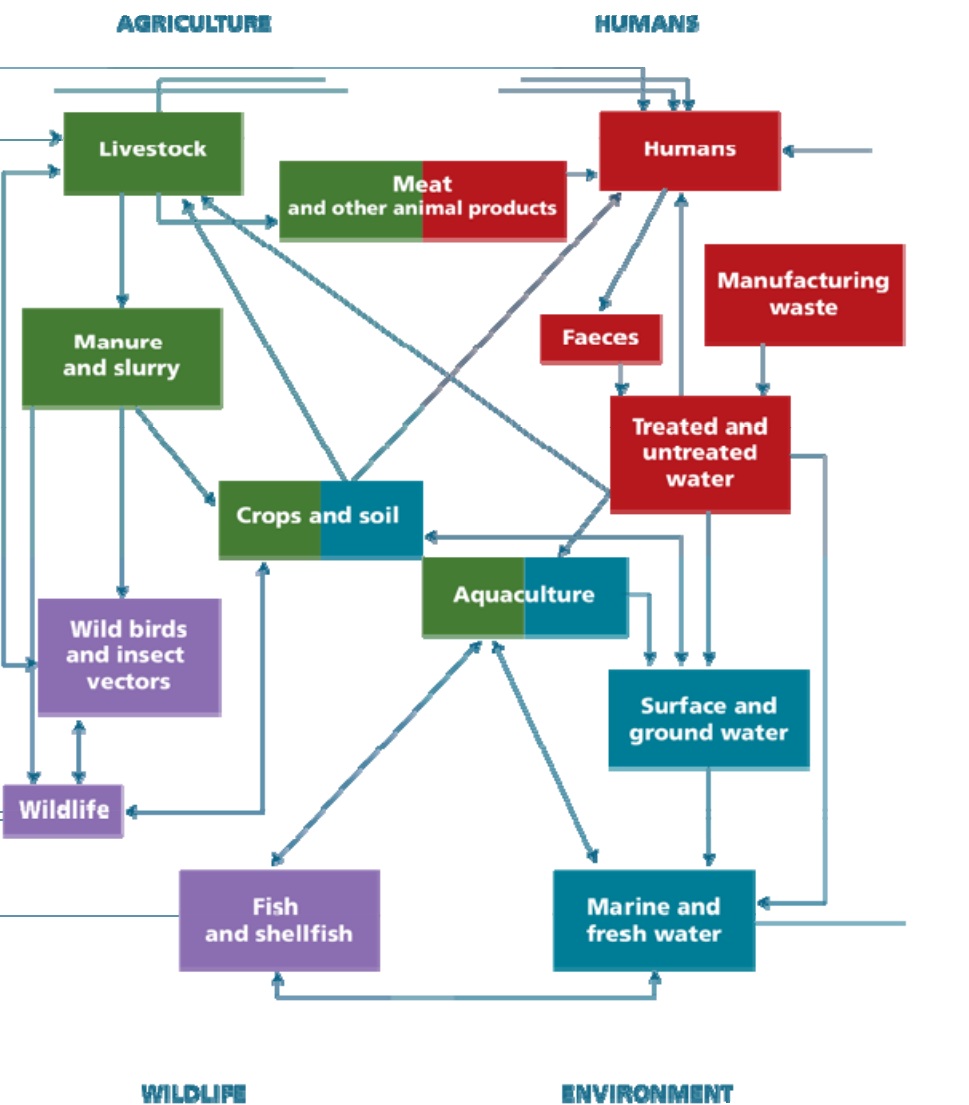 AGRICULTURE
HUMANS
Livestock
Humans
Meat
and other animal products
Manufacturing
waste
Manure
and slurry
Faeces
Treated and
untreated
water
Crops and soil
Aquaculture
Wild birds
and insect
vectors
Surface and
ground water
Wildlife
Fish
and shellfish
Marine and
fresh water
WILDLIFE
ENVIRONMENT